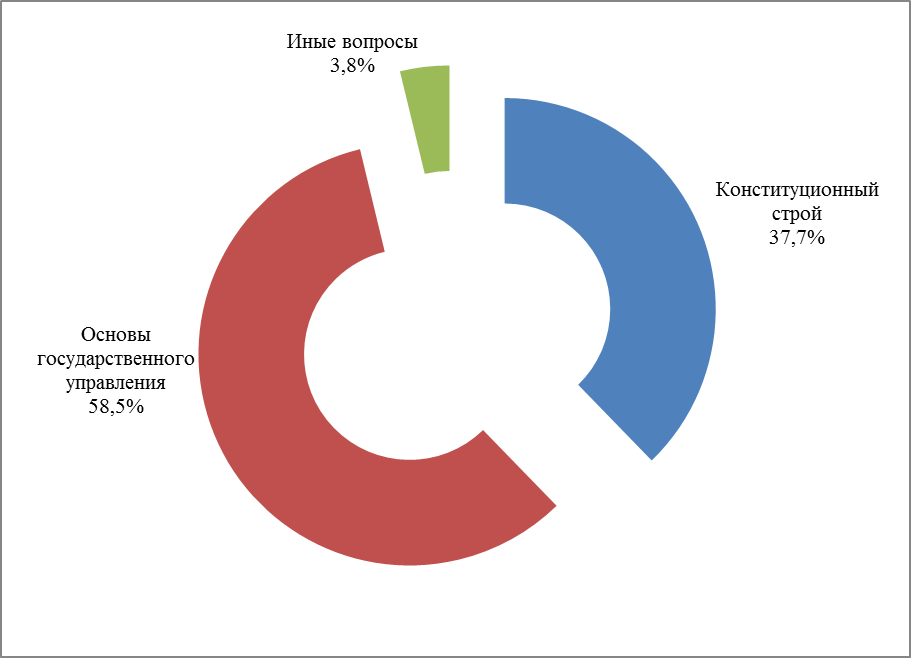 Иные вопросы
3,8%
Конституционный
строй
37,7%
Основы
государственного
управления
58,5%